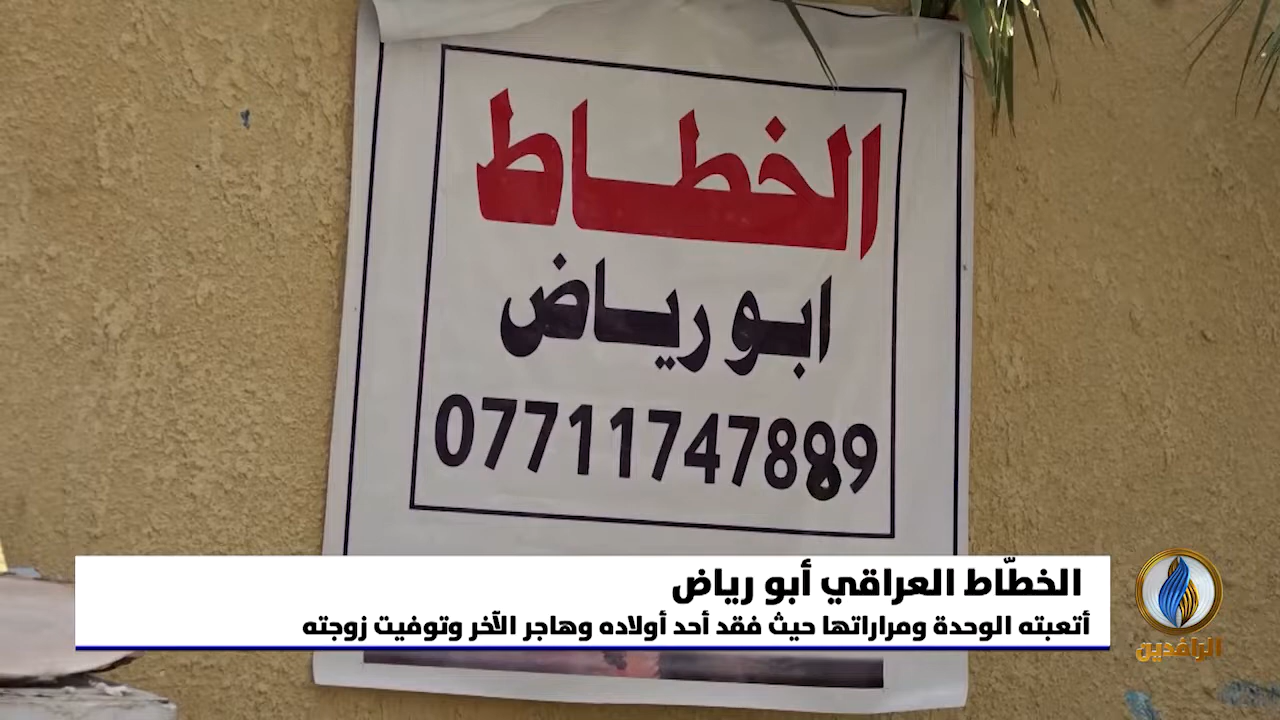 الخطاط
ابو رياض
07711747889
الخطّاط العراقي أبو رياض
أتعبته الوحدة ومراراتها حيث فقد أحد أولاده وهاجر الآخر وتوفيت زوجته
الرافدين